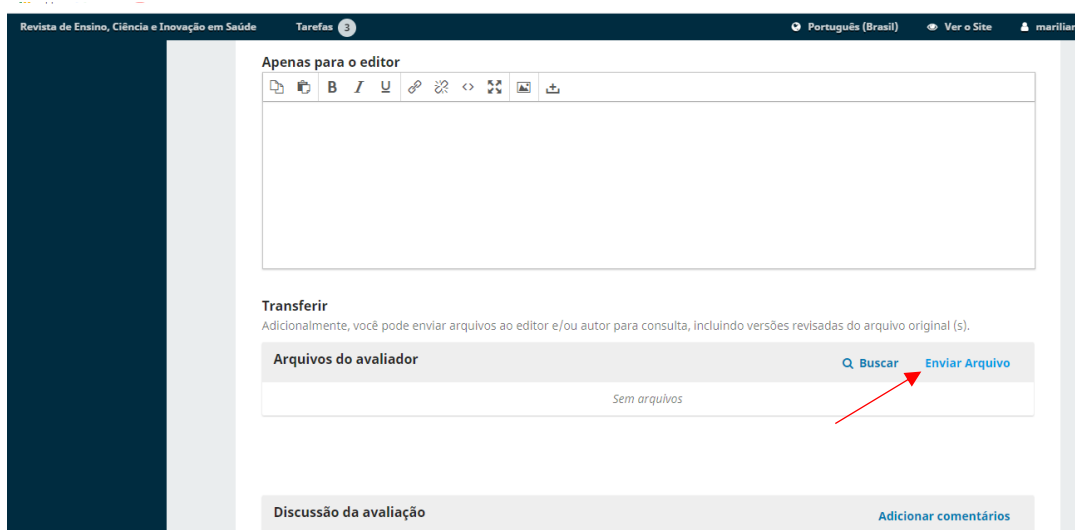 Revista de Ensino, Ciência e Inovação em Saúde Tarefas 3 Português (Brasil) Ver o Site mariliar
Apenas para o editor
B I U
Transferir
Adicionalmente, você pode enviar arquivos ao editor e/ou autor para consulta, incluindo versões revisadas do arquivo original (s).
Arquivos do avaliador Buscar Enviar Arquivo
Sem arquivos
Discussão da avaliação Adicionar comentários